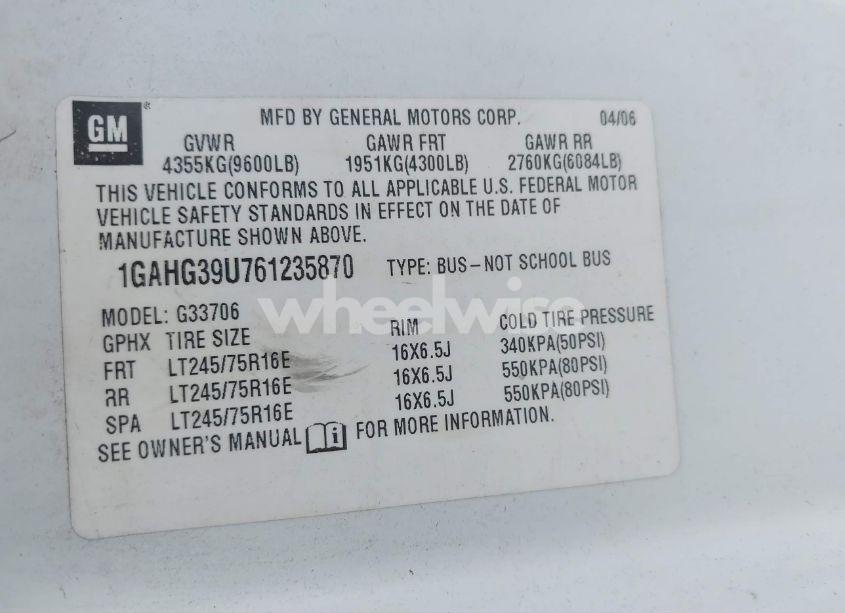 GM ®
MFD BY GENERAL MOTORS CORP. 04/06
GVWR GAWR FRT GAWR RR
4355KG(9600LB) 1951KG(4300LB) 2760KG(6084LB)
THIS VEHICLE CONFORMS TO ALL APPLICABLE U.S. FEDERAL MOTOR
VEHICLE SAFETY STANDARDS IN EFFECT ON THE DATE OF
MANUFACTURE SHOWN ABOVE.
1GAHG39U761235870 TYPE: BUS-NOT SCHOOL BUS
wheelwise
MODEL: G33706
GPHX TIRE SIZE RIM COLD TIRE PRESSURE
FRT LT245/75R16E 16X6.5J 340KPA(50PSI)
RR LT245/75R16E 16X6.5J 550KPA(80PSI)
SPA LT245/75R16E 16X6.5J 550KPA(80PSI)
SEE OWNER'S MANUAL i FOR MORE INFORMATION.